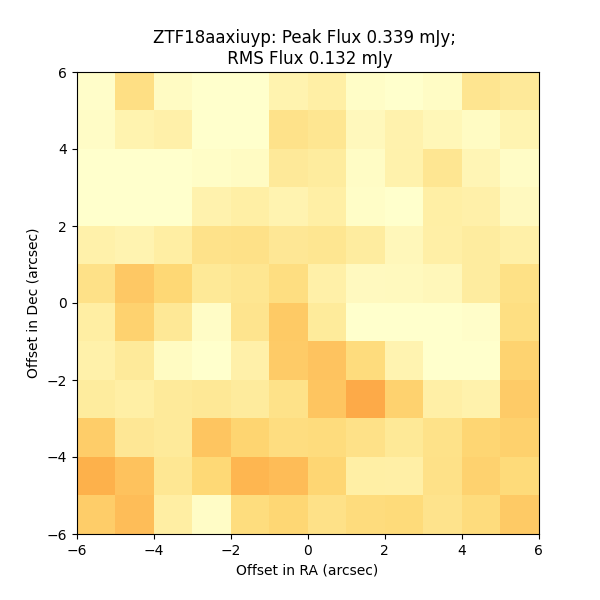 ZTF18aaxiuyp: Peak Flux 0.339 mJy;
RMS Flux 0.132 mJy
6
4
2
0
−2
−4
−6
Offset in Dec (arcsec)
−6 −4 −2 0 2 4 6
Offset in RA (arcsec)